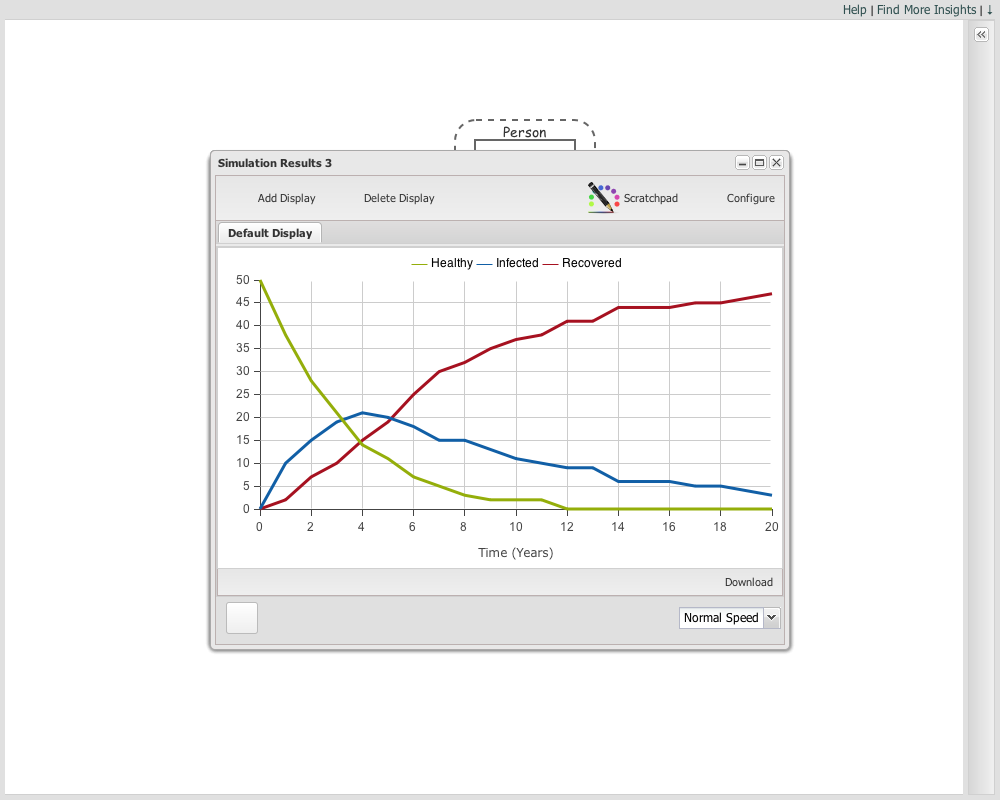 Help | Find More Insights | ↓
Person
Simulation Results 3
Add Display Delete Display Scratchpad Configure
Default Display
Healthy Infected Recovered
50
45
40
35
30
25
20
15
10
5
0
0 2 4 6 8 10 12 14 16 18 20
Time (Years)
Download
Normal Speed